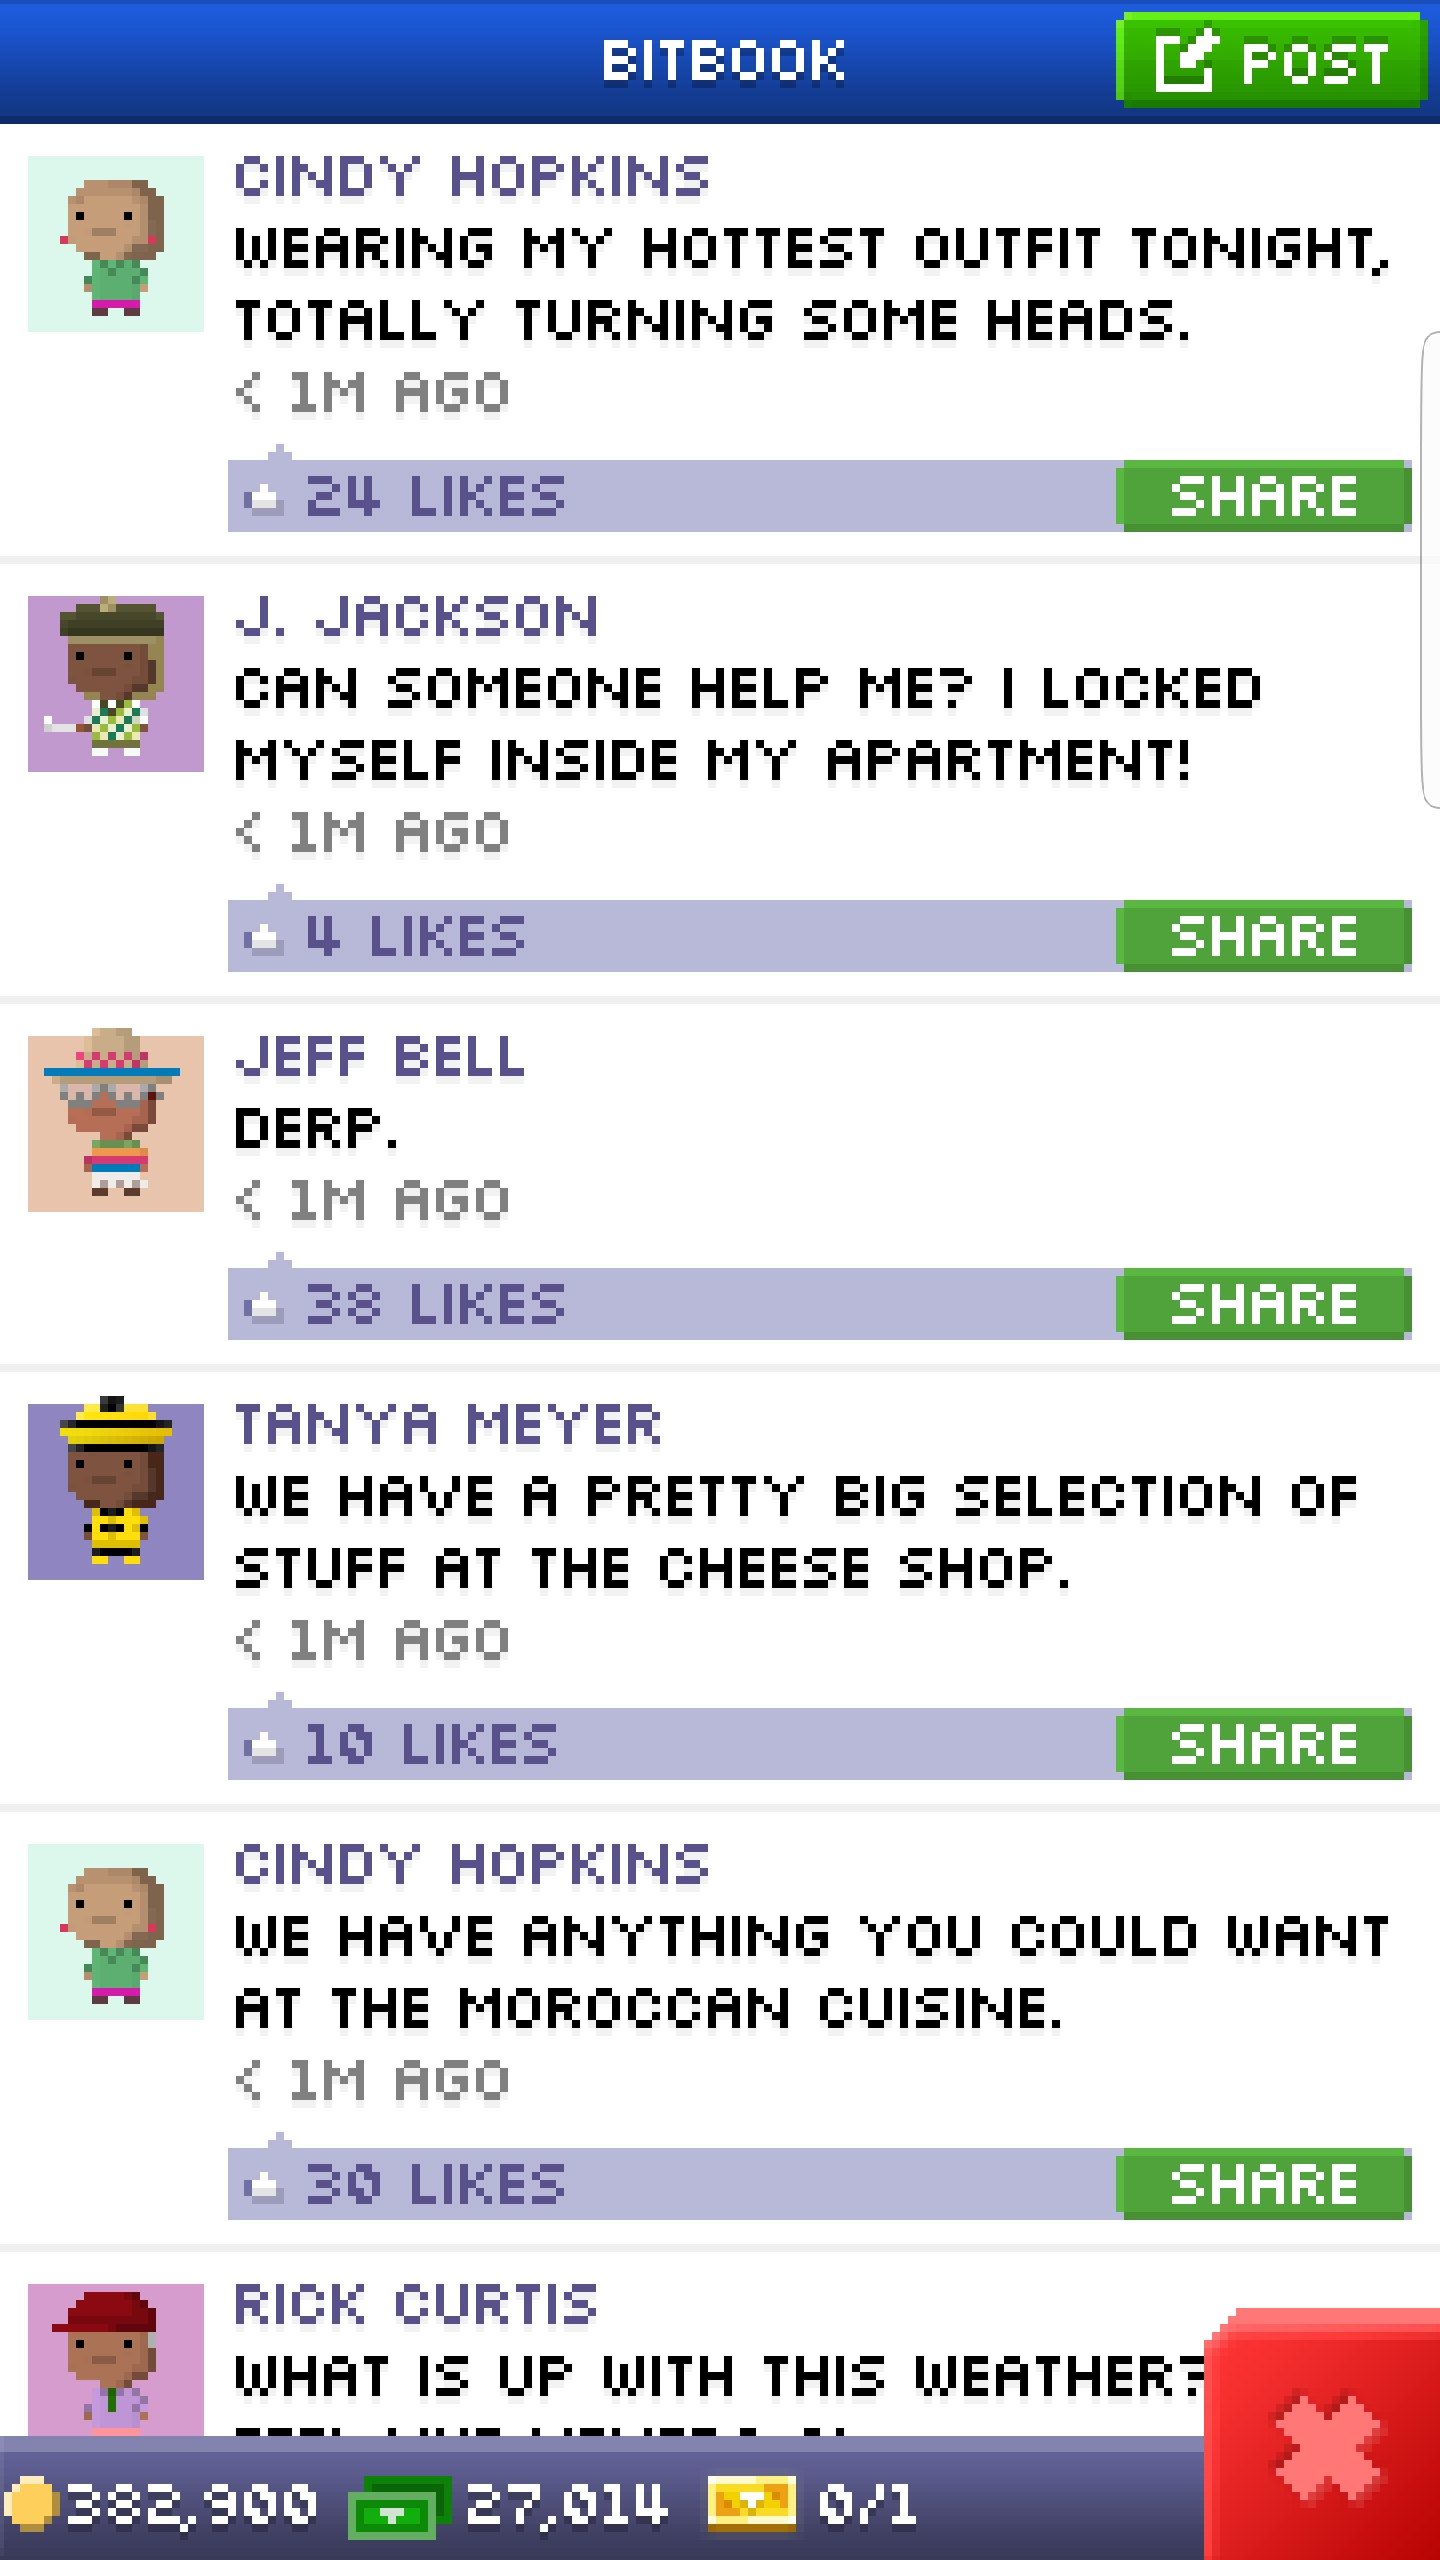 BITBOOK
POST
CINDY HOPKINS
WEARING MY HOTTEST OUTFIT TONIGHT,
TOTALLY TURNING SOME HEADS.
< 1M AGO
24 LIKES
SHARE
J. JACKSON
CAN SOMEONE HELP ME? I LOCKED
MYSELF INSIDE MY APARTMENT!
< 1M AGO
4 LIKES
SHARE
JEFF BELL
DERP.
< 1M AGO
38 LIKES
SHARE
TANYA MEYER
WE HAVE A PRETTY BIG SELECTION OF
STUFF AT THE CHEESE SHOP.
< 1M AGO
10 LIKES
SHARE
CINDY HOPKINS
WE HAVE ANYTHING YOU COULD WANT
AT THE MOROCCAN CUISINE.
< 1M AGO
30 LIKES
SHARE
RICK CURTIS
WHAT IS UP WITH THIS WEATHER?
382,900
27,014
0/1